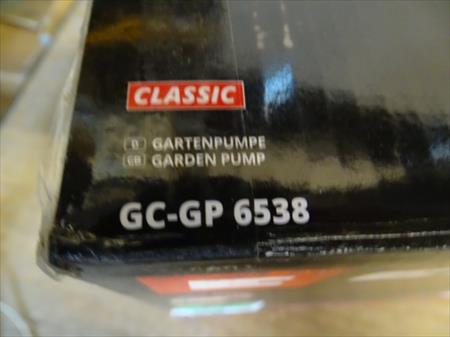 CLASSIC
D GARTENPUMPE
GB GARDEN PUMP
GC-GP 6538